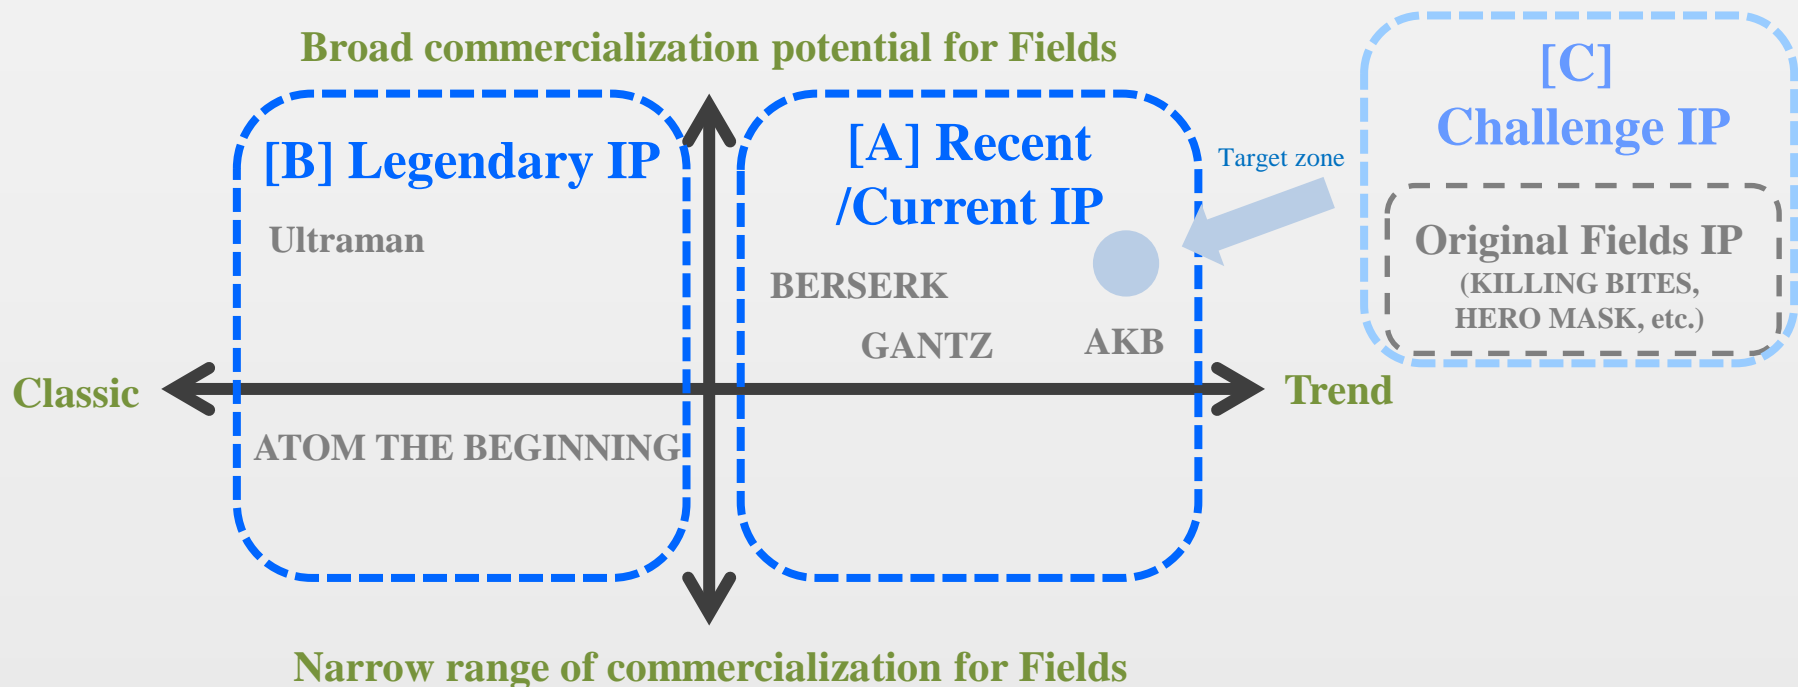 Broad commercialization potential for Fields
[B] Legendary IP
Ultraman
[A] Recent
/Current IP
BERSERK
GANTZ
AKB
Target zone
[C]
Challenge IP
Original Fields IP
(KILLING BITES,
HERO MASK, etc.)
Classic
Trend
ATOM THE BEGINNING
Narrow range of commercialization for Fields